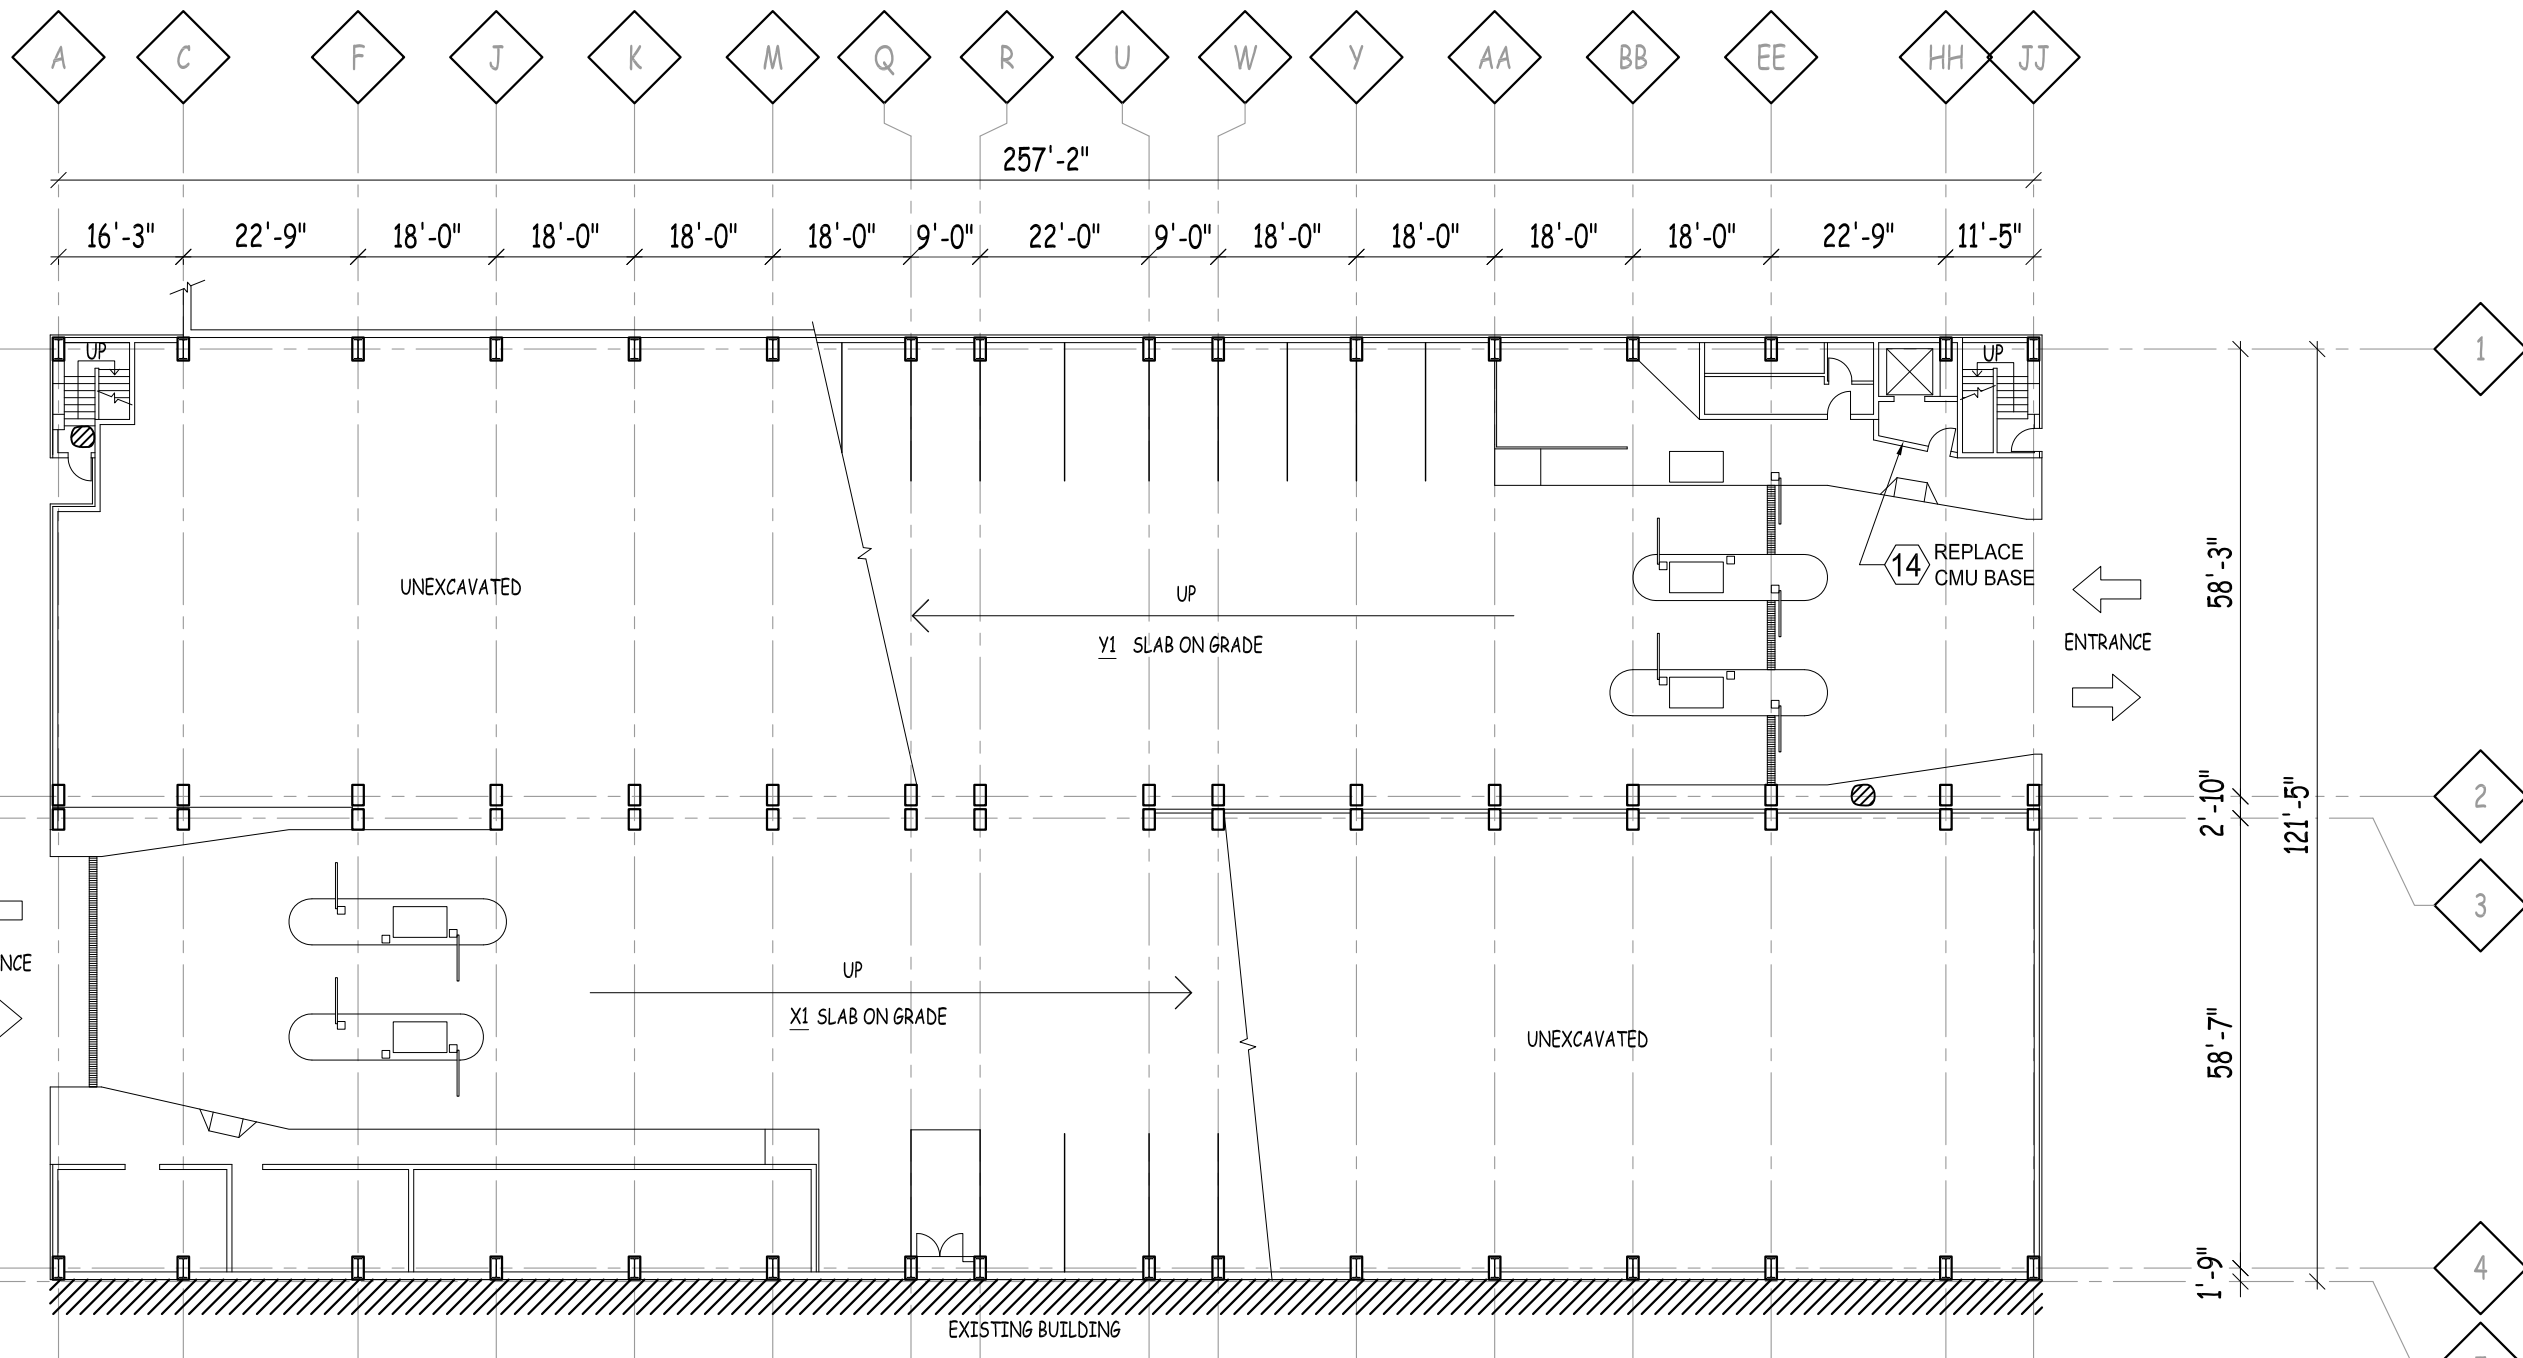 A C F J K M Q R U W Y AA BB EE HH JJ
257'-2"
16'-3" 22'-9" 18'-0" 18'-0" 18'-0" 18'-0" 9'-0" 22'-0" 9'-0" 18'-0" 18'-0" 18'-0" 18'-0" 22'-9" 11'-5"
1
UP
UP
14
REPLACE
CMU BASE
58'-3"
UNEXCAVATED
UP
Y1 SLAB ON GRADE
ENTRANCE
2
2'-10"
121'-5"
3
NCE
UP
X1 SLAB ON GRADE
UNEXCAVATED
58'-7"
4
1'-9"
EXISTING BUILDING